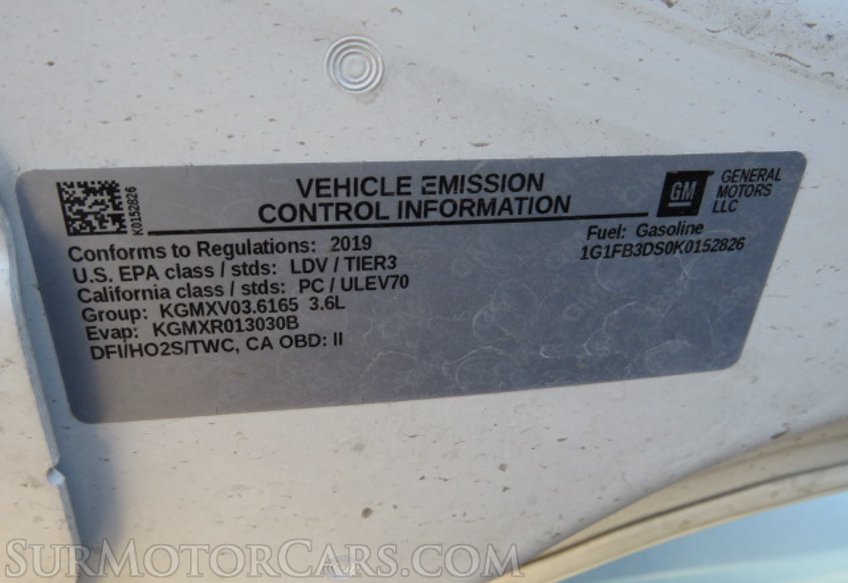 VEHICLE EMISSION
CONTROL INFORMATION
GM
GENERAL
MOTORS
LLC
K0152826
Conforms to Regulations: 2019
U.S. EPA class / stds: LDV / TIER3
California class / stds: PC / ULEV70
Group: KGMXV03.6165 3.6L
Evap: KGMXR013030B
DFI/HO2S/TWC, CA OBD: II
Fuel: Gasoline
1G1FB3DS0K0152826
SURMOTORCARS.COM